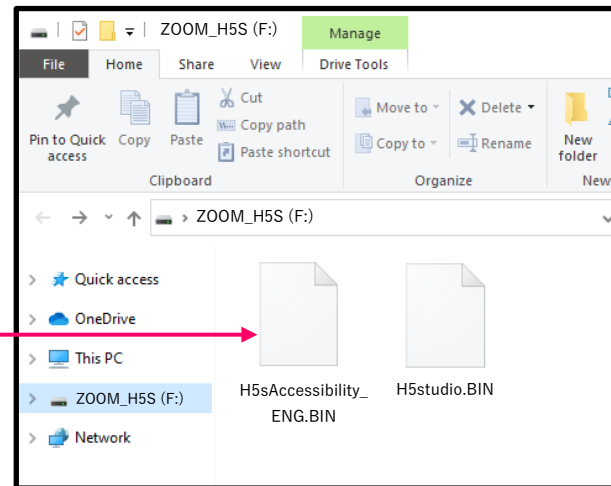 ZOOM_H5S (F:)
Manage
File
Home
Share
View
Drive Tools
Pin to Quick
access
Copy
Paste
Cut
Copy path
Paste shortcut
Move to
Copy to
Delete
Rename
New
folder
Clipboard
Organize
New
ZOOM_H5S (F:)
Quick access
OneDrive
This PC
ZOOM_H5S (F:)
Network
H5sAccessibility_
ENG.BIN
H5studio.BIN